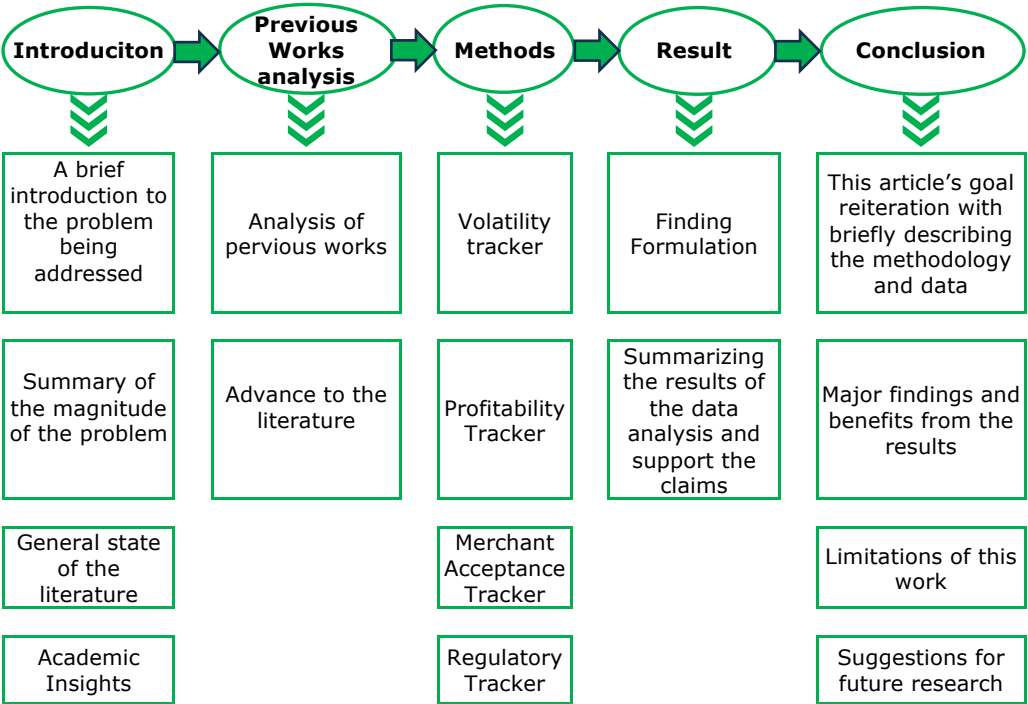 Introduciton
Previous
Works
analysis
Methods
Result
Conclusion
A brief
introduction to
the problem
being
addressed
Analysis of
pervious works
Volatility
tracker
Finding
Formulation
This article's goal
reiteration with
briefly describing
the methodology
and data
Summary of
the magnitude
of the problem
Advance to the
literature
Profitability
Tracker
Summarizing
the results of
the data
analysis and
support the
claims
Major findings and
benefits from the
results
General state
of the
literature
Merchant
Acceptance
Tracker
Limitations of this
work
Academic
Insights
Regulatory
Tracker
Suggestions for
future research